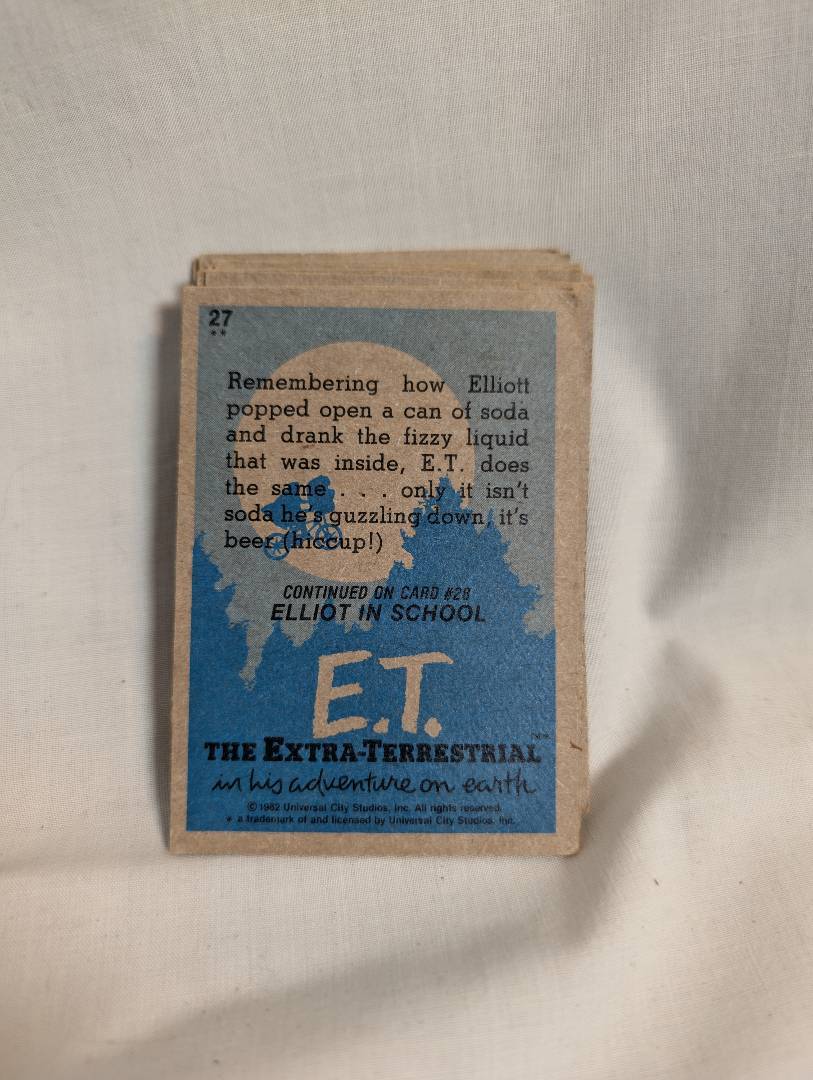 27
**
Remembering how Elliott
popped open a can of soda
and drank the fizzy liquid
that was inside, E.T. does
the same . . . only it isn't
soda he's guzzling down, it's
beer (hiccup!)
CONTINUED ON CARD #28
ELLIOT IN SCHOOL
E.T.
THE EXTRA-TERRESTRIAL
in his adventure on earth
© 1982 Universal City Studios, Inc. All rights reserved.
* a trademark of and licensed by Universal City Studios, Inc.